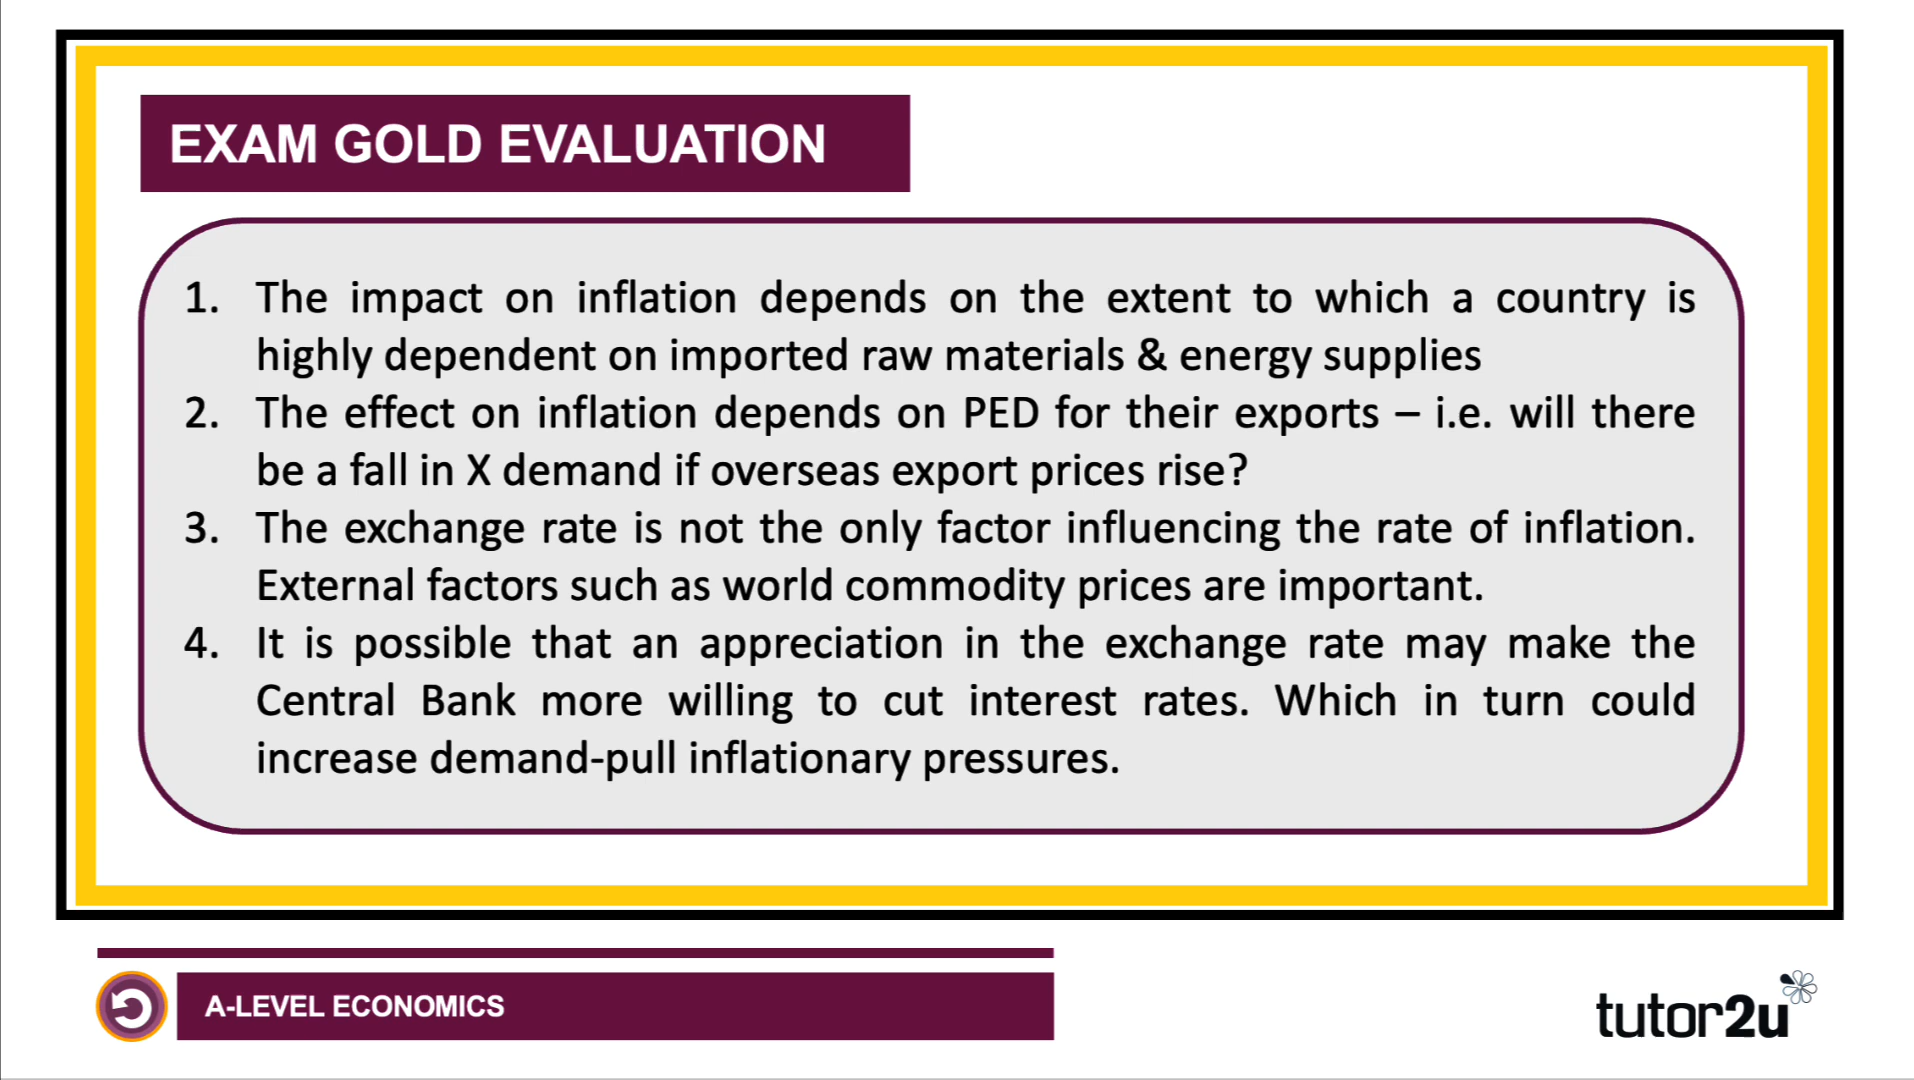 EXAM GOLD EVALUATION
1. The impact on inflation depends on the extent to which a country is
highly dependent on imported raw materials & energy supplies
2. The effect on inflation depends on PED for their exports – i.e. will there
be a fall in X demand if overseas export prices rise?
3. The exchange rate is not the only factor influencing the rate of inflation.
External factors such as world commodity prices are important.
4. It is possible that an appreciation in the exchange rate may make the
Central Bank more willing to cut interest rates. Which in turn could
increase demand-pull inflationary pressures.
A-LEVEL ECONOMICS
tutor2u